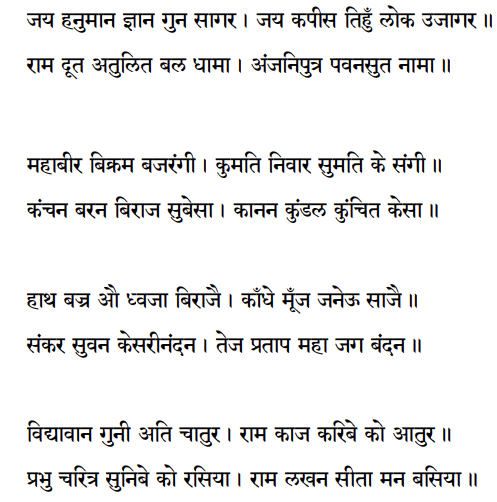 जय हनुमान ज्ञान गुन सागर। जय कपीस तिहुँ लोक उजागर॥
राम दूत अतुलित बल धामा। अंजनिपुत्र पवनसुत नामा॥
महाबीर बिक्रम बजरंगी। कुमति निवार सुमति के संगी॥
कंचन बरन बिराज सुबेसा। कानन कुंडल कुंचित केसा॥
हाथ बज्र औ ध्वजा बिराजै। काँधे मूँज जनेऊ साजै॥
संकर सुवन केसरीनंदन। तेज प्रताप महा जग बंदन॥
विद्यावान गुनी अति चातुर। राम काज करिबे को आतुर॥
प्रभु चरित्र सुनिबे को रसिया। राम लखन सीता मन बसिया॥